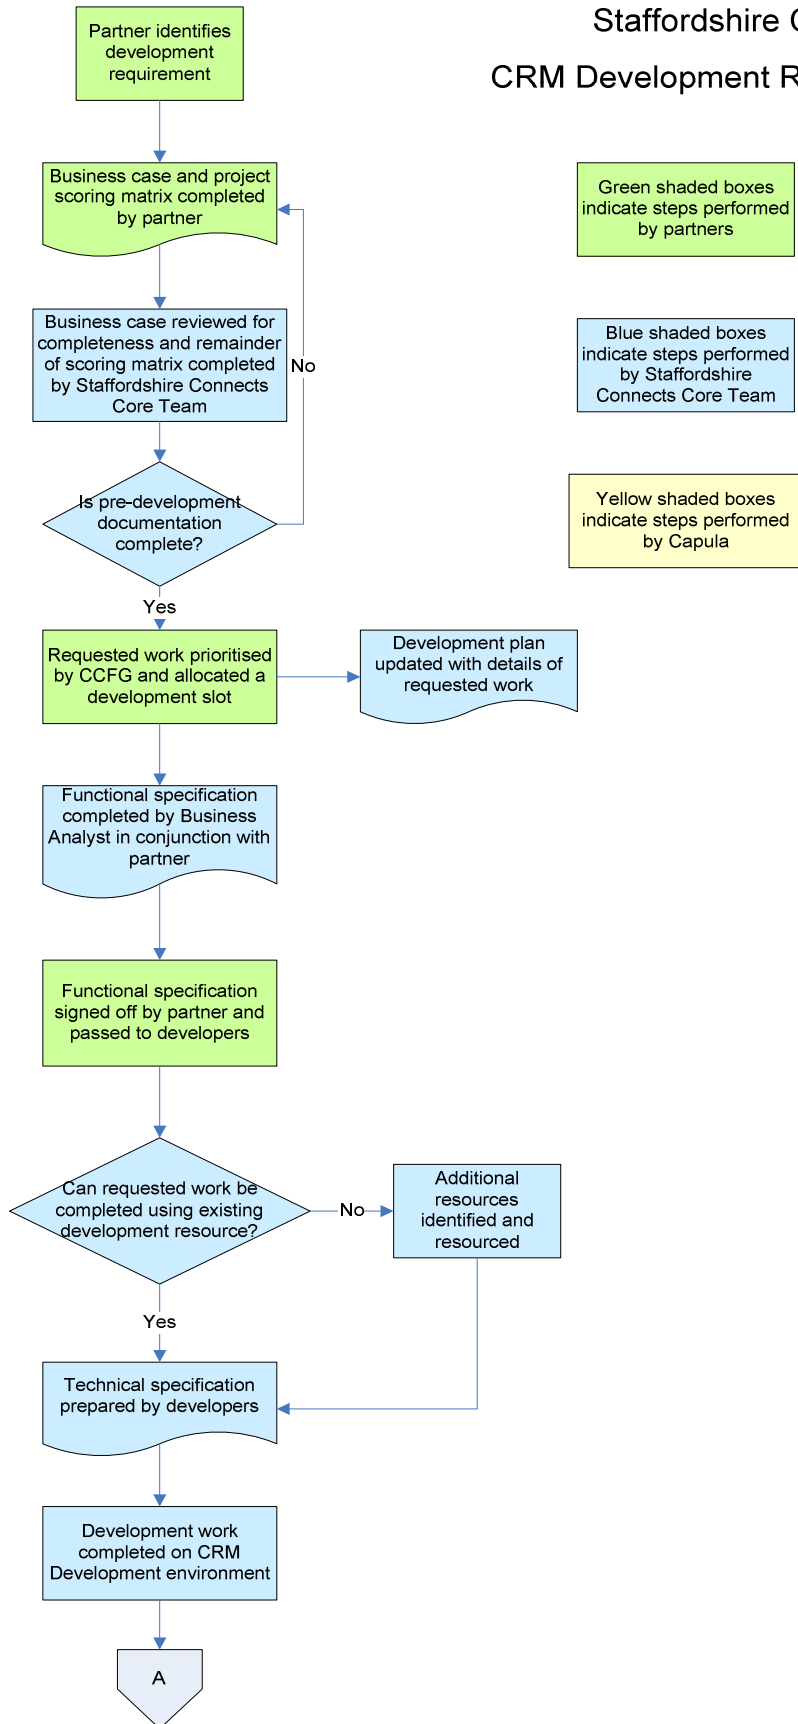 Staffordshire
CRM Development
Partner identifies
development
requirement
Business case and project
scoring matrix completed
by partner
Green shaded boxes
indicate steps performed
by partners
Business case reviewed for
completeness and remainder
of scoring matrix completed
by Staffordshire Connects
Core Team
No
Blue shaded boxes
indicate steps performed
by Staffordshire
Connects Core Team
Is pre-development
documentation
complete?
Yellow shaded boxes
indicate steps performed
by Capula
Yes
Requested work prioritised
by CCFG and allocated a
development slot
Development plan
updated with details of
requested work
Functional specification
completed by Business
Analyst in conjunction with
partner
Functional specification
signed off by partner and
passed to developers
Can requested work be
completed using existing
development resource?
No
Additional
resources
identified and
resourced
Yes
Technical specification
prepared by developers
Development work
completed on CRM
Development environment
A